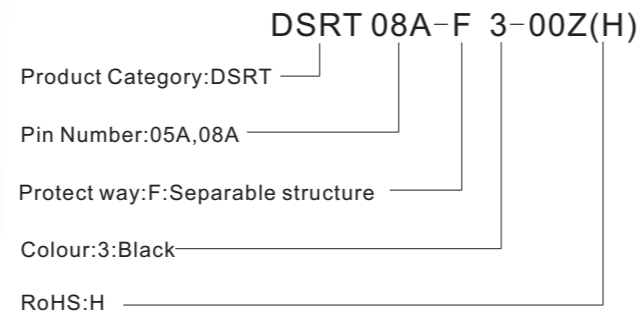 DSRT 08A-F 3-00Z(H)
Product Category:DSRT
Pin Number:05A,08A
Protect way:F:Separable structure
Colour:3:Black
RoHS:H